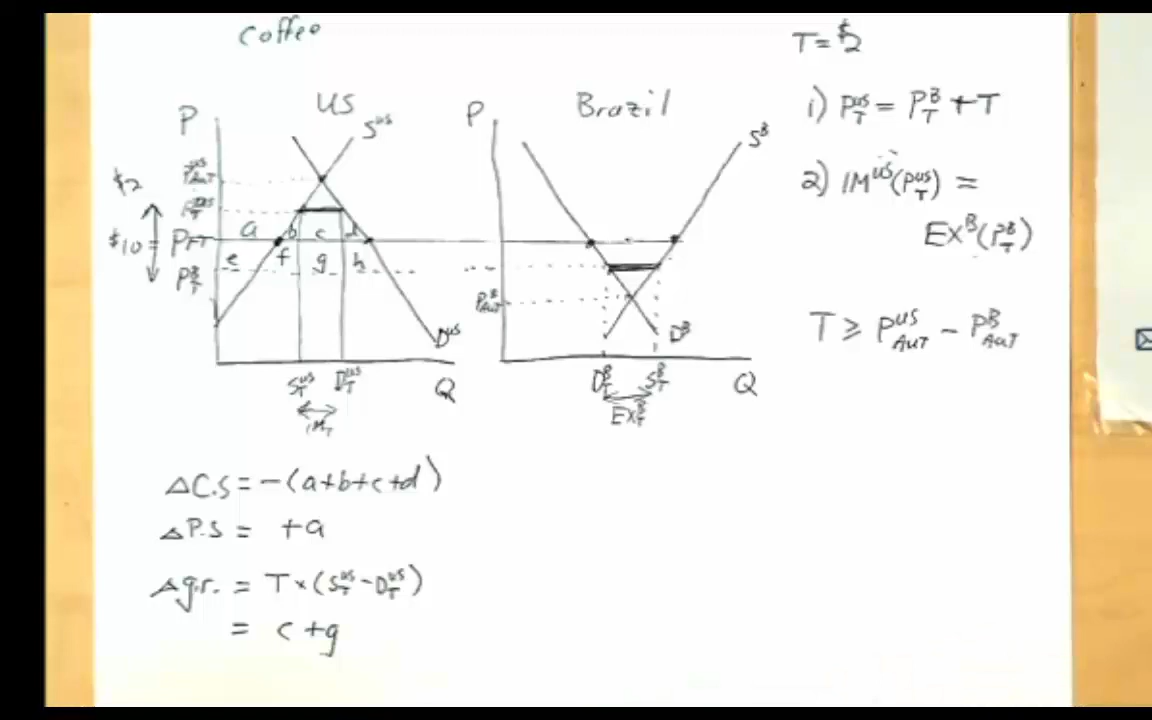 Coffee
T = $2
US
Brazil
P
S^US
P
S^B
1) P_T^US = P_T^B + T
P_AUT^US
$2
2) IM^US(P_T^US) =
P_T^US
EX^B(P_T^B)
a b c d
$10 = P_FT
e f g h
P_T^B
P_AUT^B
T ≥ P_AUT^US - P_AUT^B
D^US
D^B
S_T^US D_T^US Q
D_T^B S_T^B Q
IM_T
EX_T^B
ΔC.S = -(a+b+c+d)
ΔP.S = +a
Δg.r. = T×(S_T^US - D_T^US)
= c+g